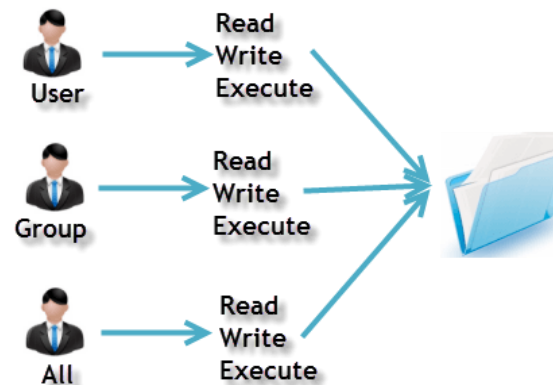 Read
Write
Execute
User
Read
Write
Execute
Group
Read
Write
Execute
All